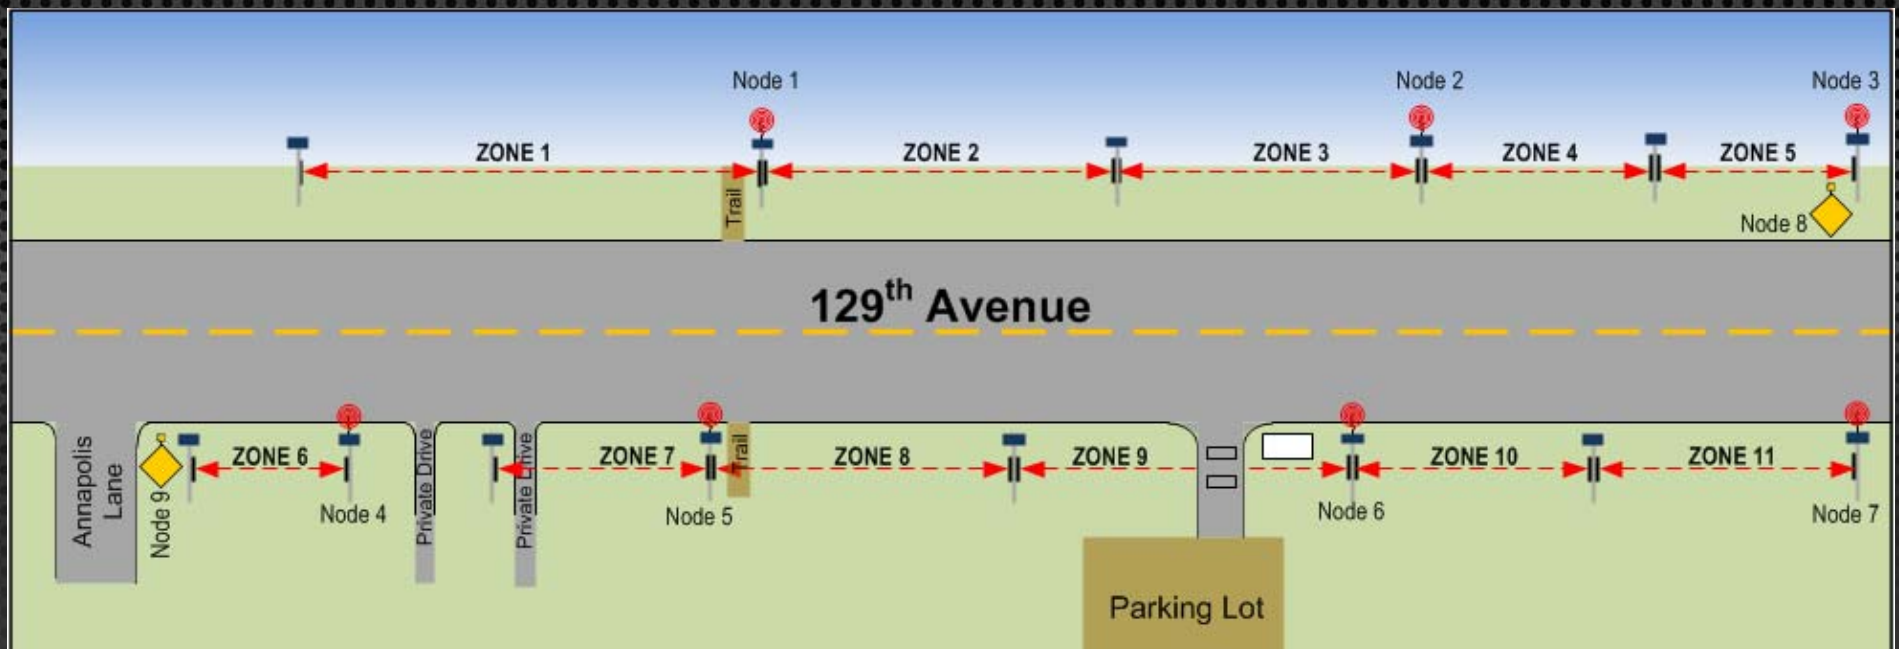 Node 1
Node 2
Node 3
ZONE 1
ZONE 2
ZONE 3
ZONE 4
ZONE 5
Trail
Node 8
129th Avenue
Annapolis
Lane
Node 9
ZONE 6
Node 4
Private Drive
Private Drive
ZONE 7
Node 5
Trail
ZONE 8
ZONE 9
ZONE 10
Node 6
ZONE 11
Node 7
Parking Lot